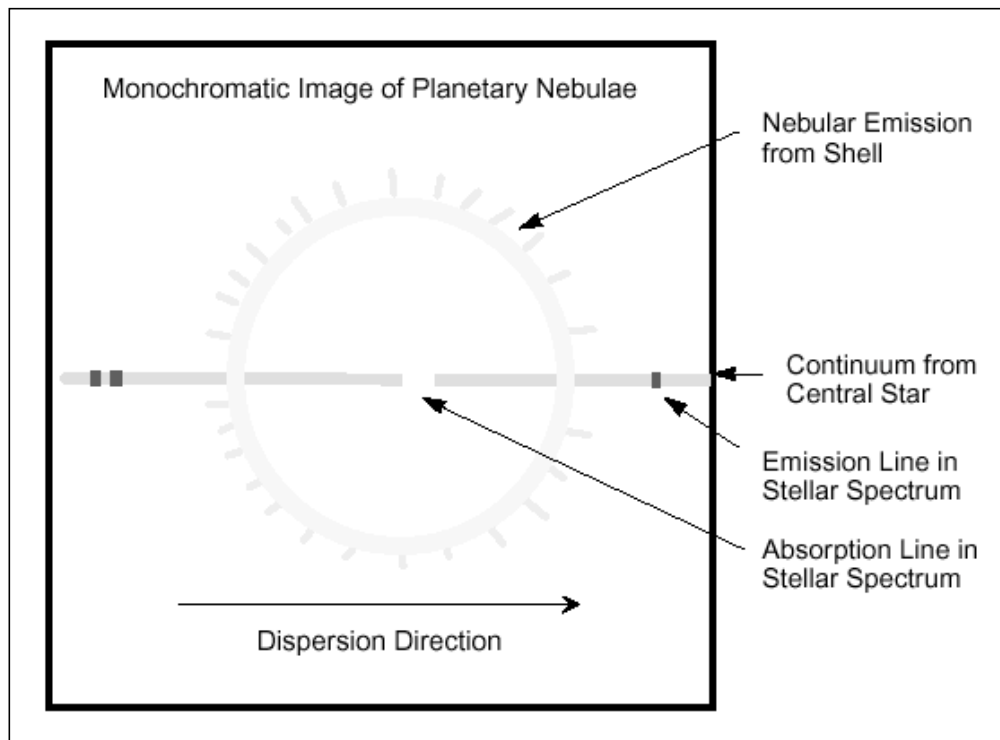 Monochromatic Image of Planetary Nebulae
Nebular Emission
from Shell
Continuum from
Central Star
Emission Line in
Stellar Spectrum
Absorption Line in
Stellar Spectrum
Dispersion Direction